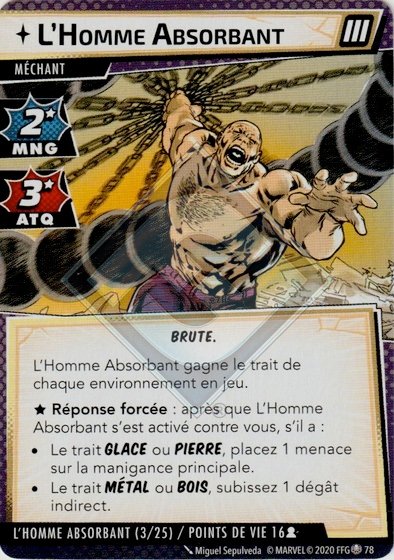 L'HOMME ABSORBANT
III
MÉCHANT
2
MNG
3
ATQ
BRUTE.
L'Homme Absorbant gagne le trait de
chaque environnement en jeu.
★ Réponse forcée : après que L'Homme
Absorbant s'est activé contre vous, s'il a :
• Le trait GLACE ou PIERRE, placez 1 menace
sur la manigance principale.
• Le trait MÉTAL ou BOIS, subissez 1 dégât
indirect.
L'HOMME ABSORBANT (3/25) / POINTS DE VIE 16
Miguel Sepulveda © MARVEL © 2020 FFG 78